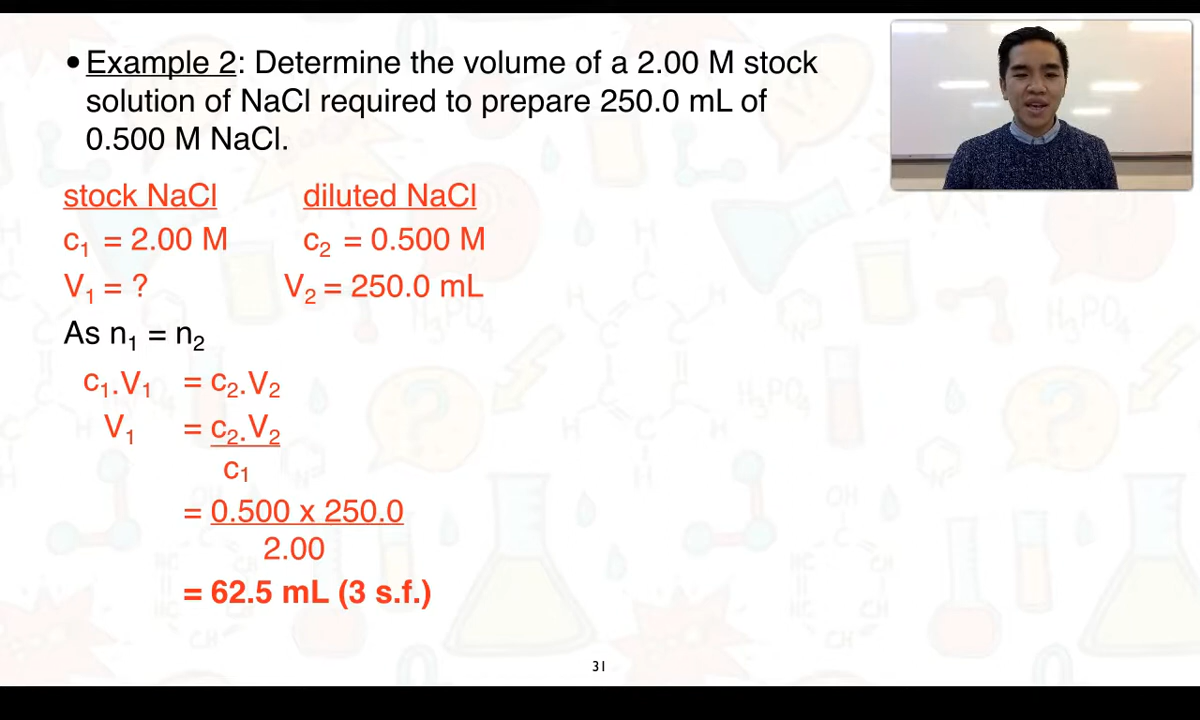 • Example 2: Determine the volume of a 2.00 M stock
solution of NaCl required to prepare 250.0 mL of
0.500 M NaCl.
stock NaCl diluted NaCl
c₁ = 2.00 M c₂ = 0.500 M
V₁ = ? V₂ = 250.0 mL
As n₁ = n₂
c₁.V₁ = c₂.V₂
V₁ = c₂.V₂
c₁
= 0.500 x 250.0
2.00
= 62.5 mL (3 s.f.)
31